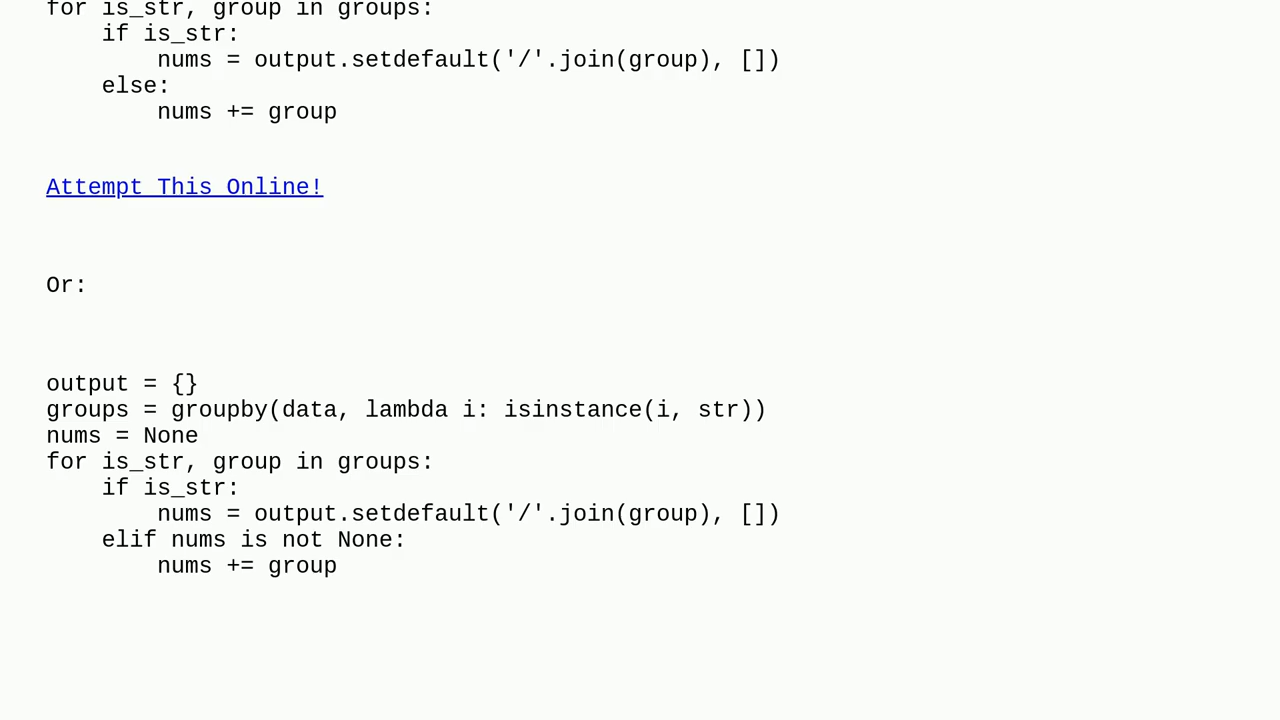 for is_str, group in groups:
    if is_str:
        nums = output.setdefault('/'.join(group), [])
    else:
        nums += group
Attempt This Online!
Or:
output = {}
groups = groupby(data, lambda i: isinstance(i, str))
nums = None
for is_str, group in groups:
    if is_str:
        nums = output.setdefault('/'.join(group), [])
    elif nums is not None:
        nums += group